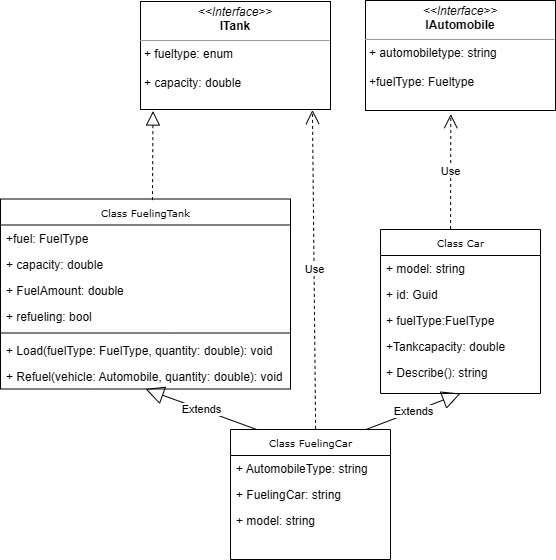 <<Interface>>
ITank
+ fueltype: enum
+ capacity: double
<<Interface>>
IAutomobile
+ automobiletype: string
+fuelType: Fueltype
Use
Use
Class FuelingTank
+fuel: FuelType
+ capacity: double
+ FuelAmount: double
+ refueling: bool
+ Load(fuelType: FuelType, quantity: double): void
+ Refuel(vehicle: Automobile, quantity: double): void
Class Car
+ model: string
+ id: Guid
+ fuelType:FuelType
+Tankcapacity: double
+ Describe(): string
Extends
Extends
Class FuelingCar
+ AutomobileType: string
+ FuelingCar: string
+ model: string